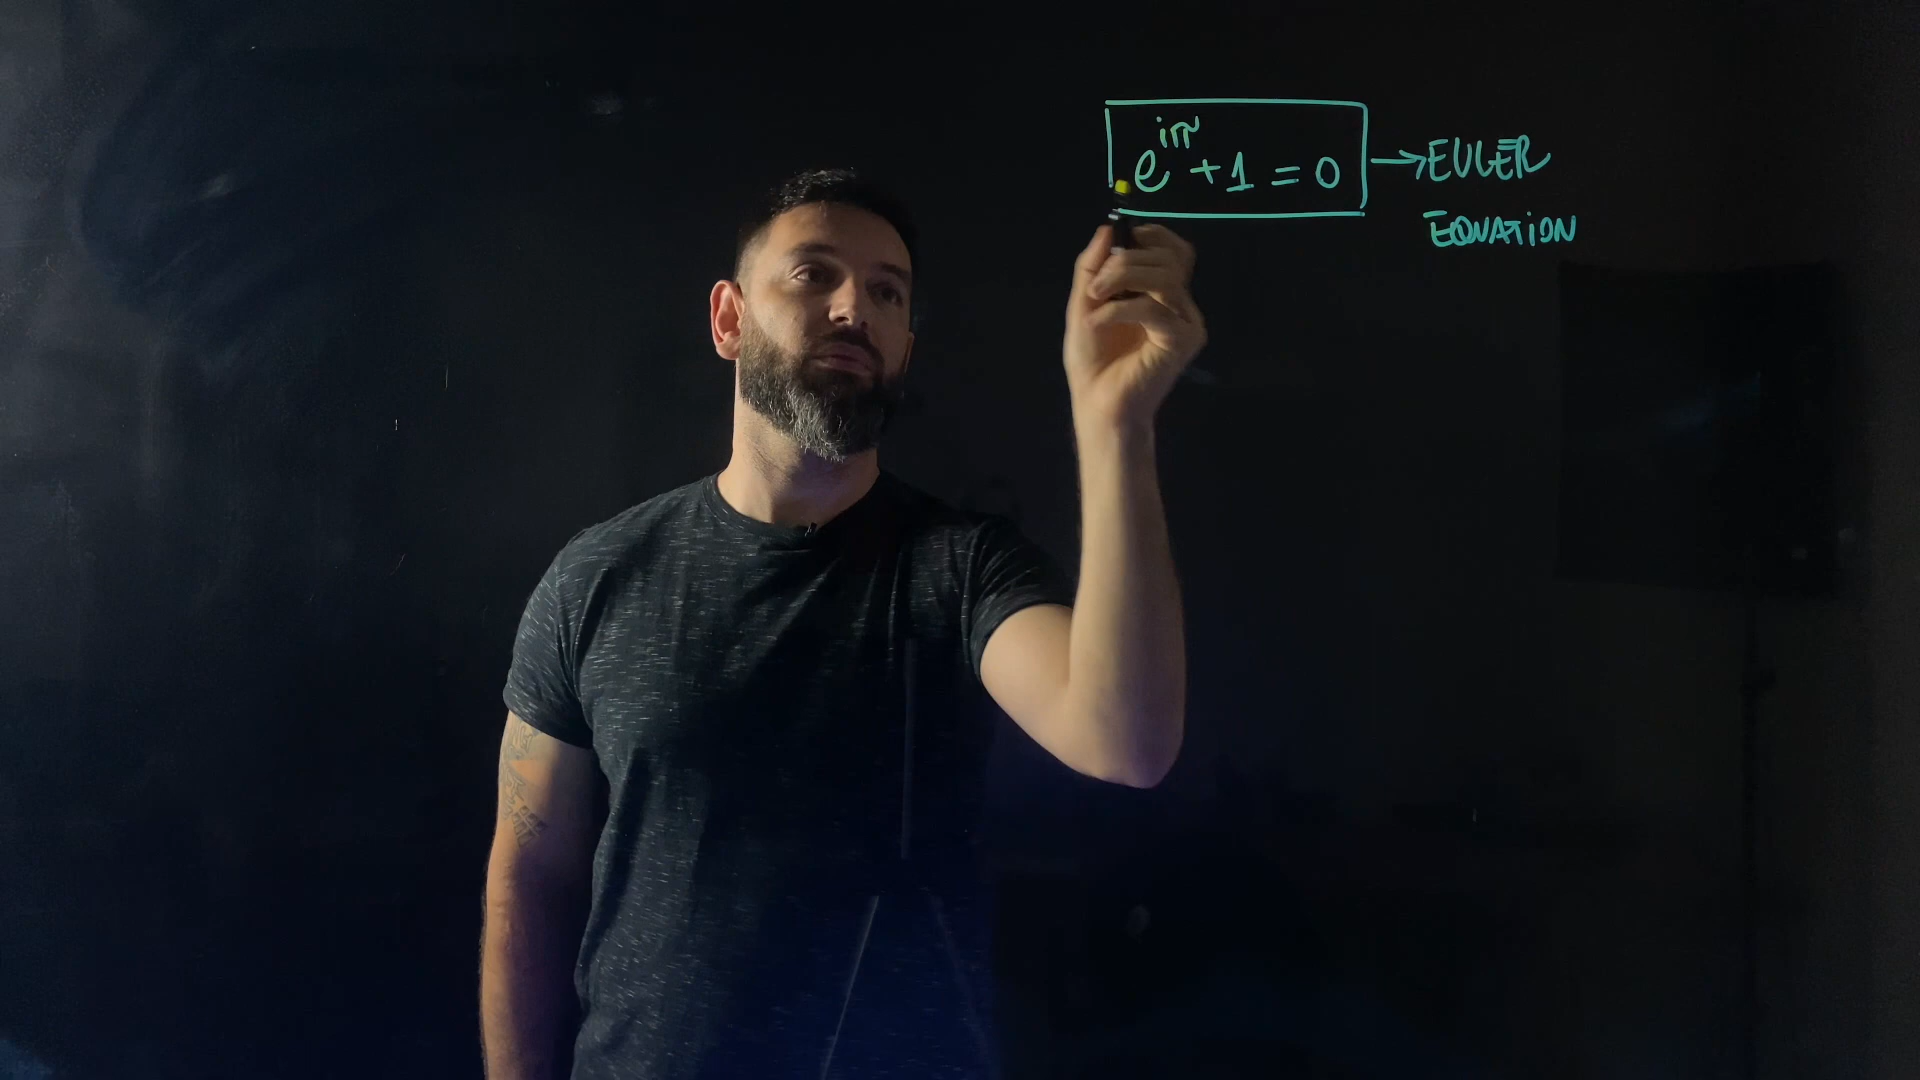 e^{iπ} + 1 = 0 → EULER
EQUATION